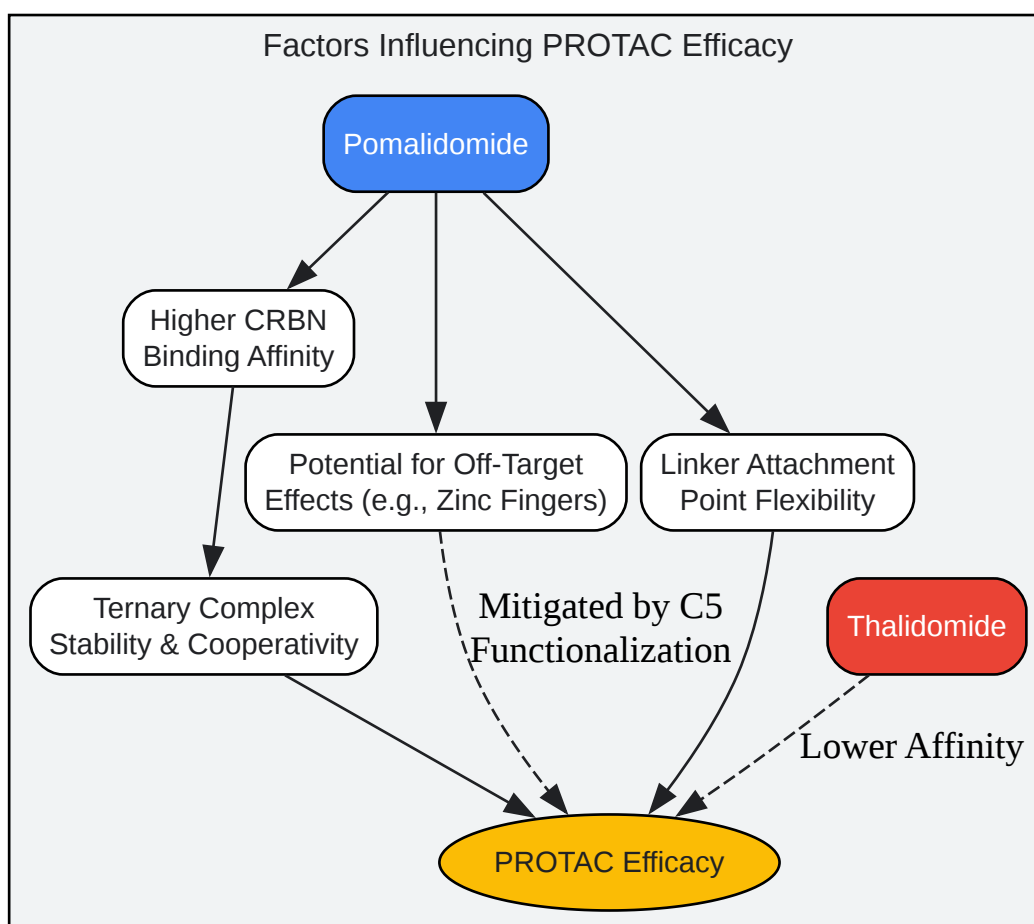 Factors Influencing PROTAC Efficacy
Pomalidomide
Higher CRBN
Binding Affinity
Potential for Off-Target
Effects (e.g., Zinc Fingers)
Linker Attachment
Point Flexibility
Ternary Complex
Stability & Cooperativity
Mitigated by C5
Functionalization
Thalidomide
Lower Affinity
PROTAC Efficacy